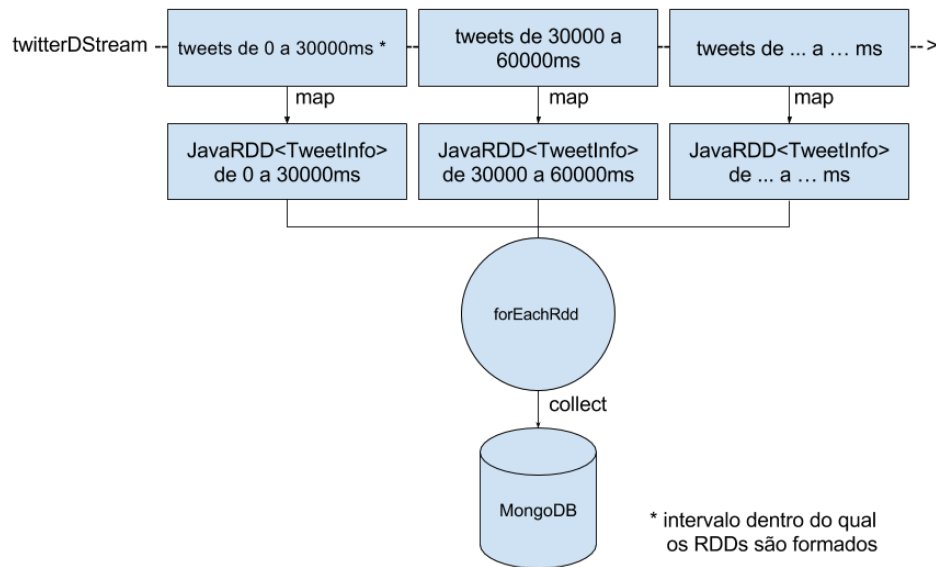 twitterDStream
tweets de 0 a 30000ms *
tweets de 30000 a
60000ms
tweets de ... a … ms
>
map
map
map
JavaRDD<TweetInfo>
de 0 a 30000ms
JavaRDD<TweetInfo>
de 30000 a 60000ms
JavaRDD<TweetInfo>
de ... a … ms
forEachRdd
collect
MongoDB
* intervalo dentro do qual
os RDDs são formados